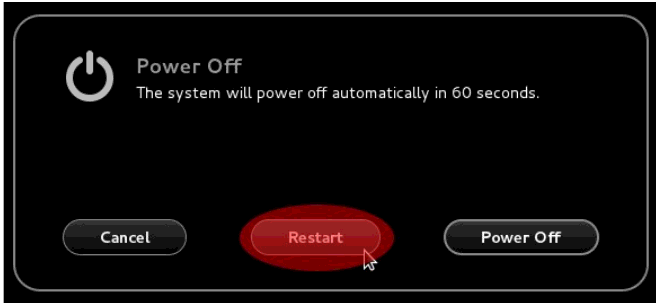 Power Off
The system will power off automatically in 60 seconds.
Cancel Restart Power Off